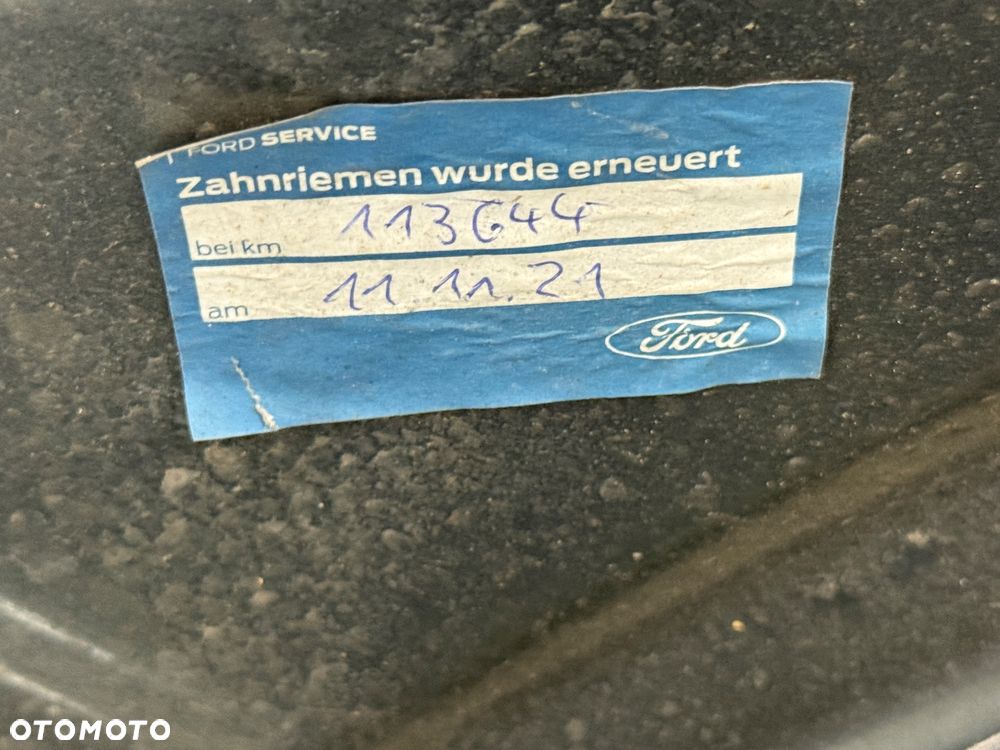 FORD SERVICE
Zahnriemen wurde erneuert
bei km 113644
am 11.11.21
Ford
OTOMOTO